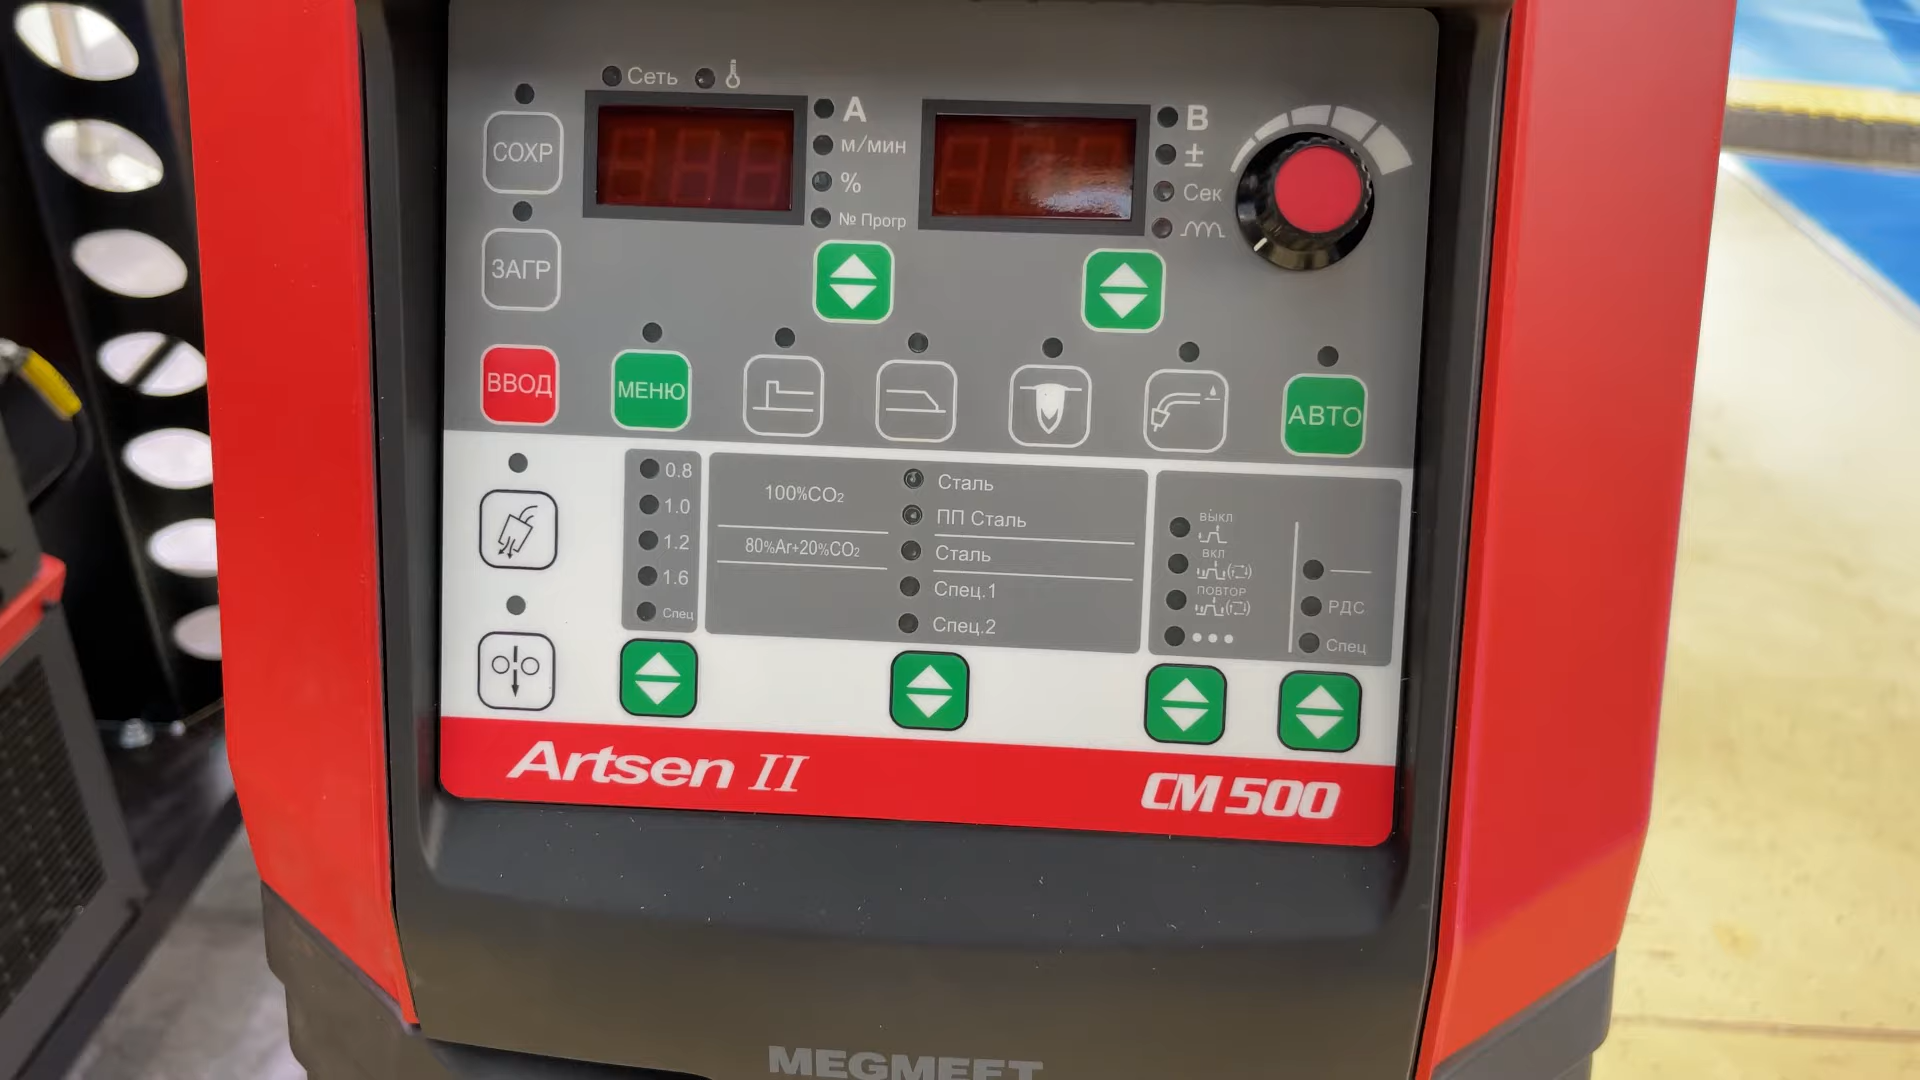 Сеть
СОХР
А
м/мин
%
№ Прогр
В
±
Сек
ЗАГР
ВВОД
МЕНЮ
АВТО
0.8
1.0
1.2
1.6
Спец
100%CO₂
80%Ar+20%CO₂
Сталь
ПП Сталь
Сталь
Спец.1
Спец.2
ВЫКЛ
ВКЛ
ПОВТОР
РДС
Спец
Artsen II
CM 500
MEGMEET